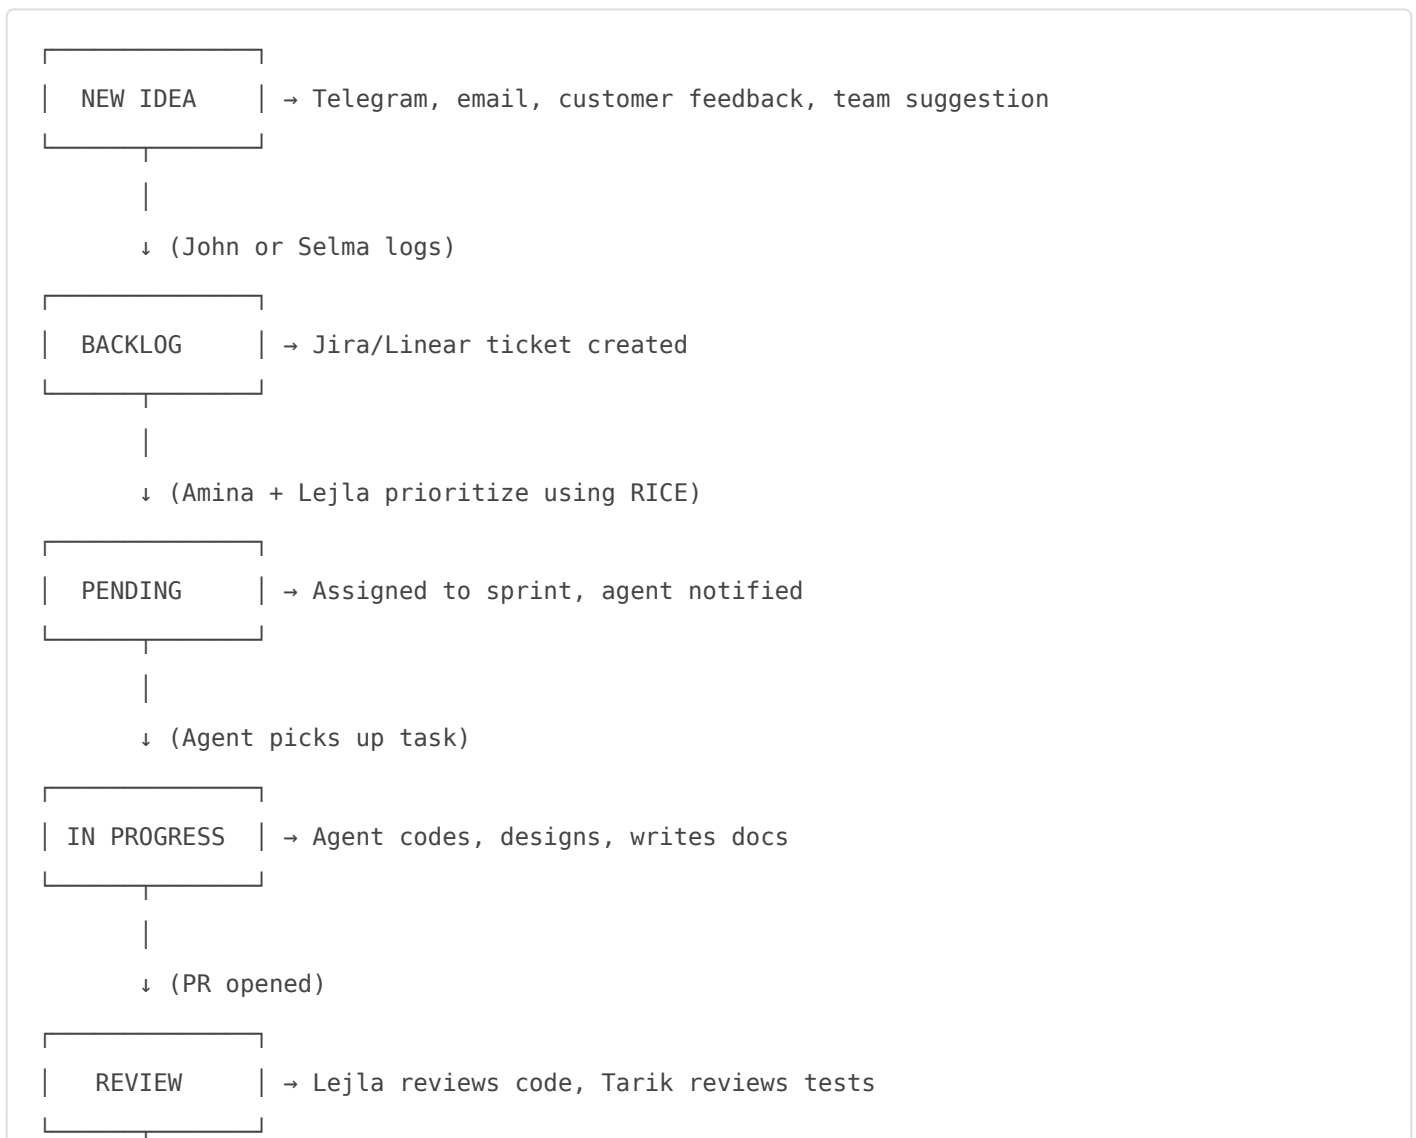 ┌──────────────┐
│  NEW IDEA    │ → Telegram, email, customer feedback, team suggestion
└──────┬───────┘
       │
       ↓ (John or Selma logs)
┌──────────────┐
│  BACKLOG     │ → Jira/Linear ticket created
└──────┬───────┘
       │
       ↓ (Amina + Lejla prioritize using RICE)
┌──────────────┐
│  PENDING     │ → Assigned to sprint, agent notified
└──────┬───────┘
       │
       ↓ (Agent picks up task)
┌──────────────┐
│ IN PROGRESS  │ → Agent codes, designs, writes docs
└──────┬───────┘
       │
       ↓ (PR opened)
┌──────────────┐
│   REVIEW     │ → Lejla reviews code, Tarik reviews tests
└──────┬───────┘